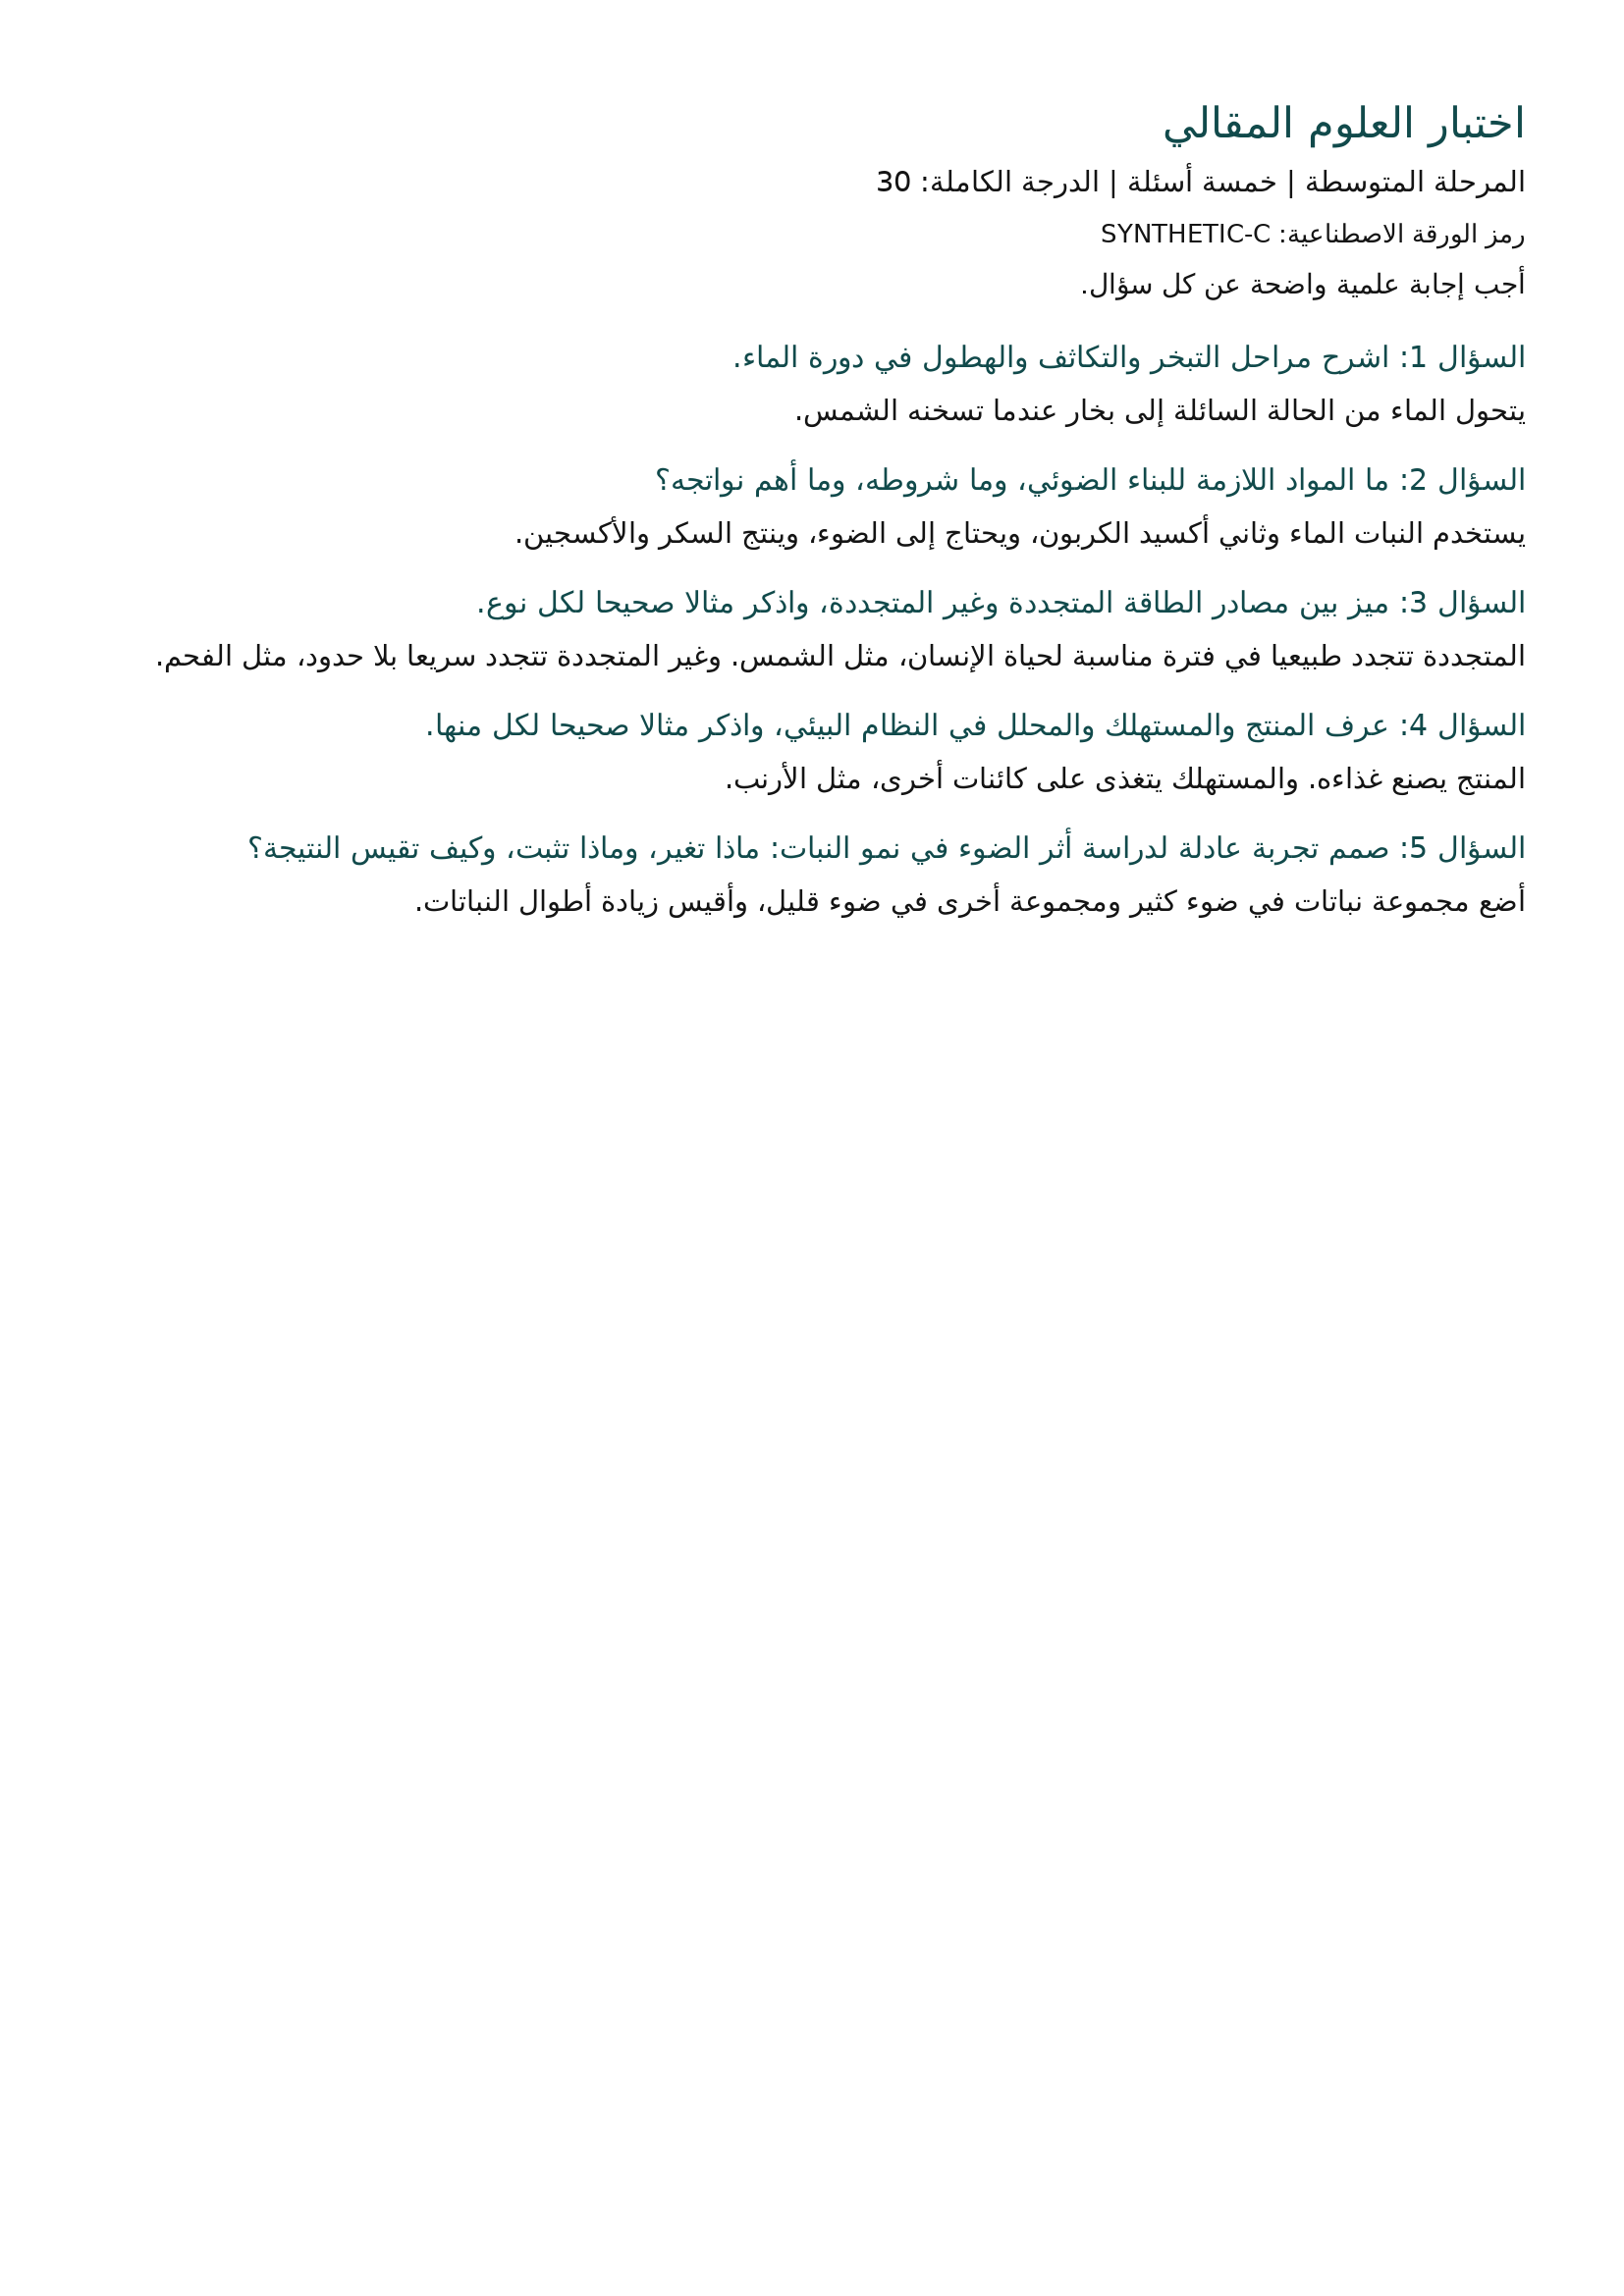 اختبار العلوم المقالي
المرحلة المتوسطة | خمسة أسئلة | الدرجة الكاملة: 30
رمز الورقة الاصطناعية: SYNTHETIC-C
أجب إجابة علمية واضحة عن كل سؤال.
السؤال 1: اشرح مراحل التبخر والتكاثف والهطول في دورة الماء.
يتحول الماء من الحالة السائلة إلى بخار عندما تسخنه الشمس.
السؤال 2: ما المواد اللازمة للبناء الضوئي، وما شروطه، وما أهم نواتجه؟
يستخدم النبات الماء وثاني أكسيد الكربون، ويحتاج إلى الضوء، وينتج السكر والأكسجين.
السؤال 3: ميز بين مصادر الطاقة المتجددة وغير المتجددة، واذكر مثالا صحيحا لكل نوع.
المتجددة تتجدد طبيعيا في فترة مناسبة لحياة الإنسان، مثل الشمس. وغير المتجددة تتجدد سريعا بلا حدود، مثل الفحم.
السؤال 4: عرف المنتج والمستهلك والمحلل في النظام البيئي، واذكر مثالا صحيحا لكل منها.
المنتج يصنع غذاءه. والمستهلك يتغذى على كائنات أخرى، مثل الأرنب.
السؤال 5: صمم تجربة عادلة لدراسة أثر الضوء في نمو النبات: ماذا تغير، وماذا تثبت، وكيف تقيس النتيجة؟
أضع مجموعة نباتات في ضوء كثير ومجموعة أخرى في ضوء قليل، وأقيس زيادة أطوال النباتات.